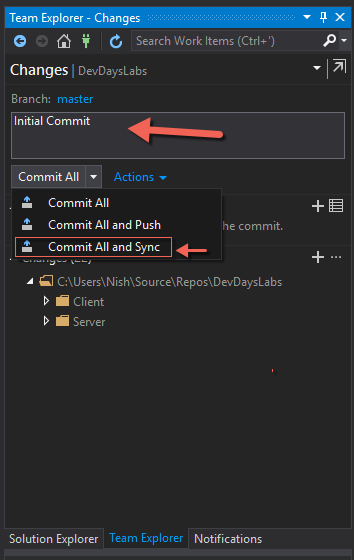 Team Explorer - Changes
Search Work Items (Ctrl+')
Changes | DevDaysLabs
Branch: master
Initial Commit
Commit All
Actions
Commit All
Commit All and Push
he commit.
Commit All and Sync
Changes (22)
C:\Users\Nish\Source\Repos\DevDaysLabs
Client
Server
Solution Explorer Team Explorer Notifications